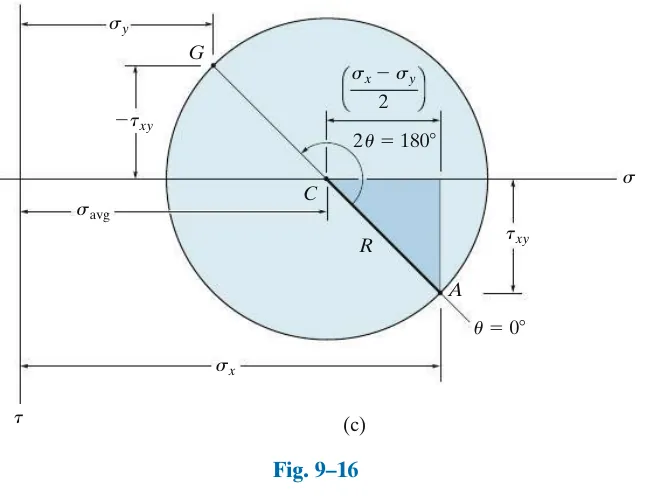 σy
G
(σx − σy / 2)
−τxy
2θ = 180°
σ
C
σavg
τxy
R
A
θ = 0°
σx
τ
(c)
Fig. 9–16